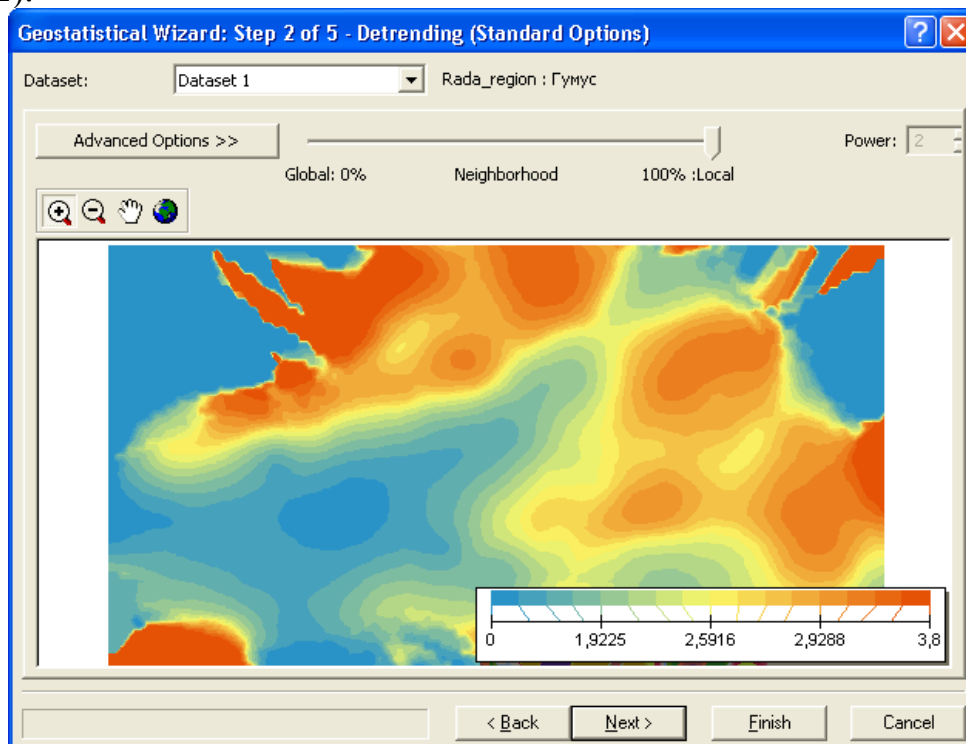 Geostatistical Wizard: Step 2 of 5 - Detrending (Standard Options)
Dataset: Dataset 1 Rada_region : Гумус
Advanced Options >> Power: 2
Global: 0% Neighborhood 100% :Local
0 1,9225 2,5916 2,9288 3,8
< Back Next > Finish Cancel